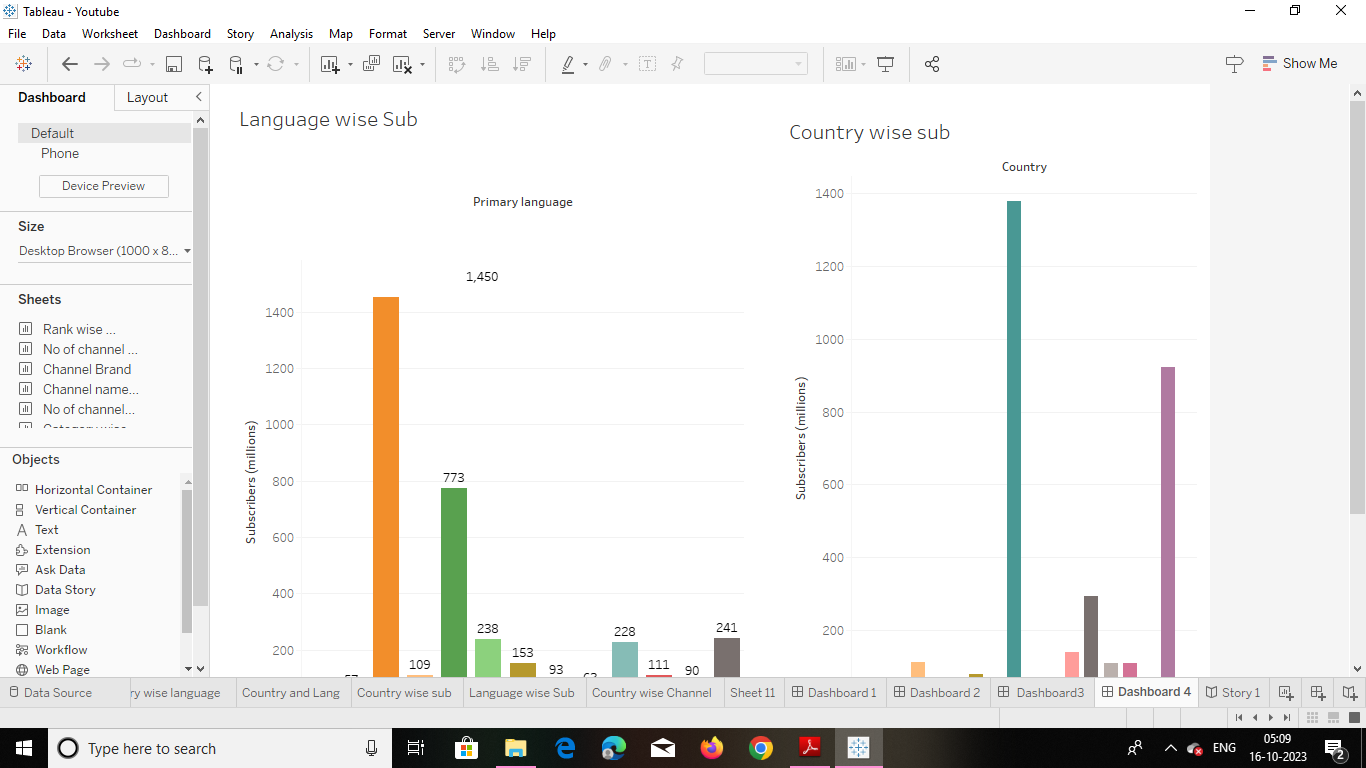 Tableau - Youtube
File Data Worksheet Dashboard Story Analysis Map Format Server Window Help
Show Me
Dashboard Layout
Default
Phone
Device Preview
Size
Desktop Browser (1000 x 8...
Sheets
Rank wise ...
No of channel ...
Channel Brand
Channel name...
No of channel...
Objects
Horizontal Container
Vertical Container
Text
Extension
Ask Data
Data Story
Image
Blank
Workflow
Web Page
Language wise Sub
Primary language
Subscribers (millions)
1400
1200
1000
800
600
400
200
1,450
109
773
238
153
93
228
111
90
241
Country wise sub
Country
Subscribers (millions)
1400
1200
1000
800
600
400
200
Data Source ry wise language Country and Lang Country wise sub Language wise Sub Country wise Channel Sheet 11 Dashboard 1 Dashboard 2 Dashboard3 Dashboard 4 Story 1
Type here to search
ENG
05:09
16-10-2023
2